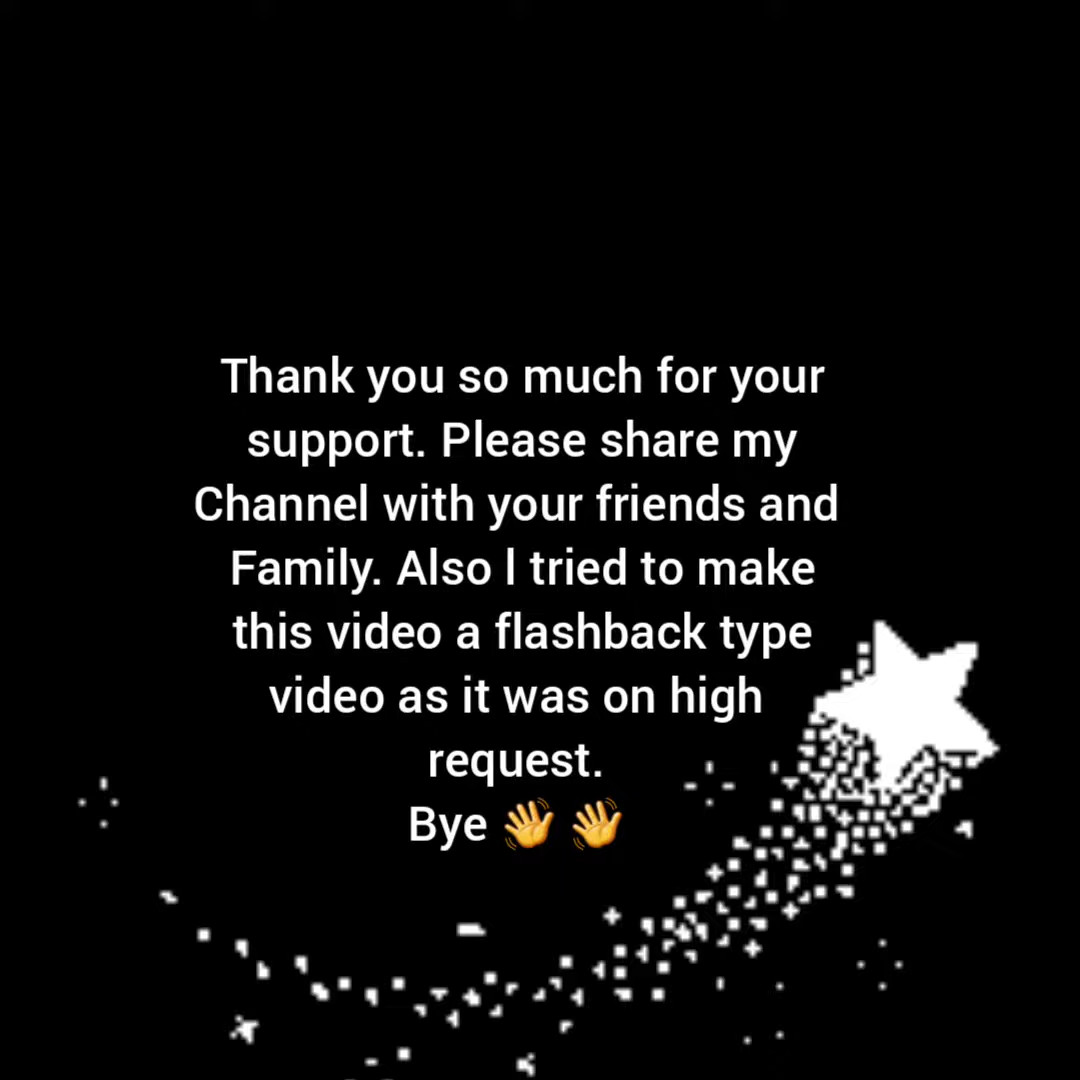 Thank you so much for your
support. Please share my
Channel with your friends and
Family. Also I tried to make
this video a flashback type
video as it was on high
request.
Bye 👋 👋